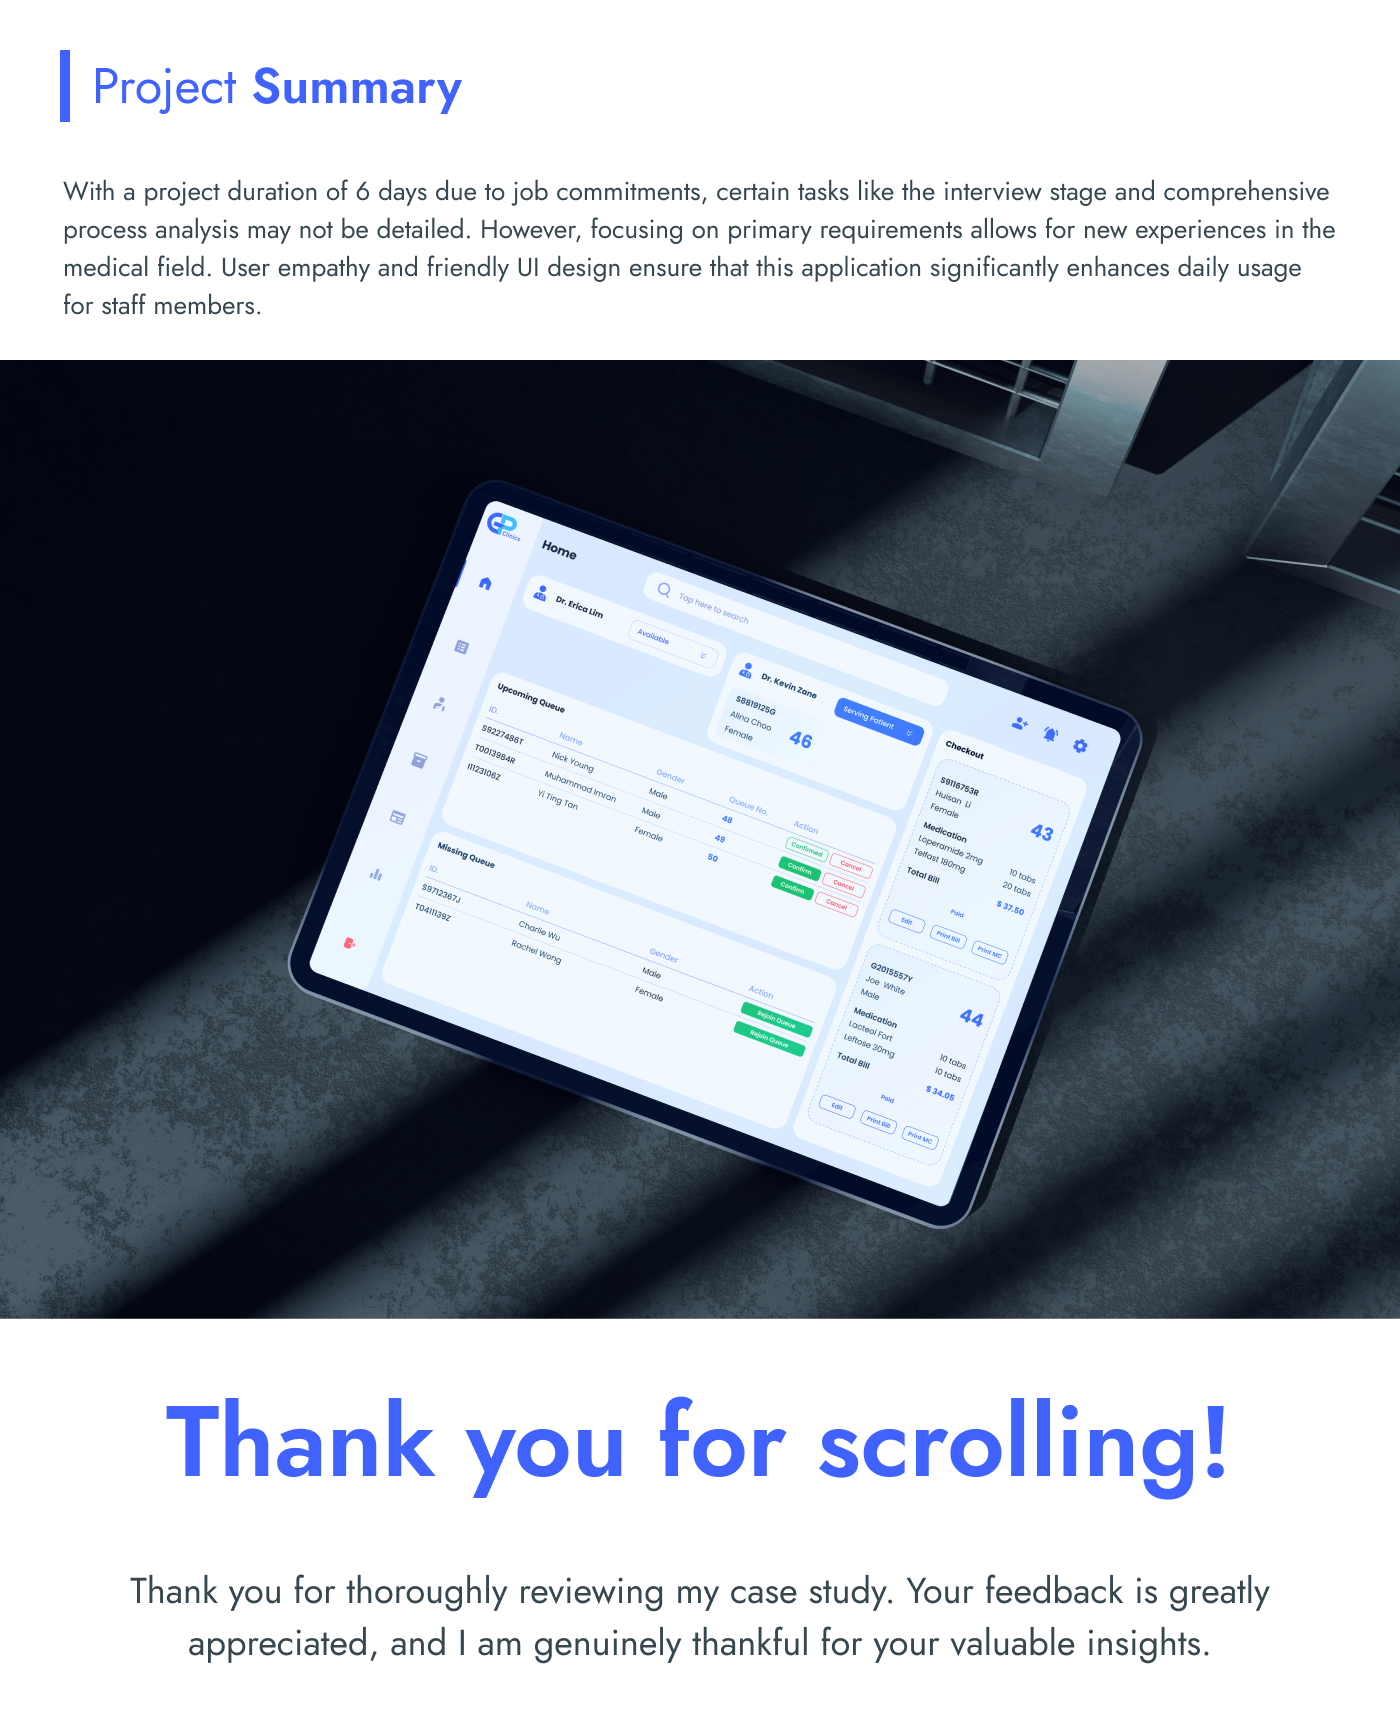 Project Summary
With a project duration of 6 days due to job commitments, certain tasks like the interview stage and comprehensive
process analysis may not be detailed. However, focusing on primary requirements allows for new experiences in the
medical field. User empathy and friendly UI design ensure that this application significantly enhances daily usage
for staff members.
GP
Clinics
Home
Tap here to search
Dr. Erica Lim
Available
Dr. Kevin Zane
Serving Patient
S8819125G
Alina Choo
Female
46
Upcoming Queue
ID. Name Gender Queue No. Action
S9227486T Nick Young Male 48 Confirmed Cancel
T0013984R Muhammad Imran Male 49 Confirm Cancel
I1123106Z Yi Ting Tan Female 50 Confirm Cancel
Missing Queue
ID. Name Gender Action
S9712367J Charlie Wu Male Rejoin Queue
T0411139Z Rachel Wong Female Rejoin Queue
Checkout
S9116753R
Huisan Li
Female
43
Medication
Loperamide 2mg 10 tabs
Telfast 180mg 20 tabs
Total Bill $ 37.50
Paid
Edit Print Bill Print MC
G2015557Y
Joe White
Male
44
Medication
Lacteol Fort 10 tabs
Leftose 30mg 10 tabs
Total Bill $ 34.05
Paid
Edit Print Bill Print MC
Thank you for scrolling!
Thank you for thoroughly reviewing my case study. Your feedback is greatly
appreciated, and I am genuinely thankful for your valuable insights.